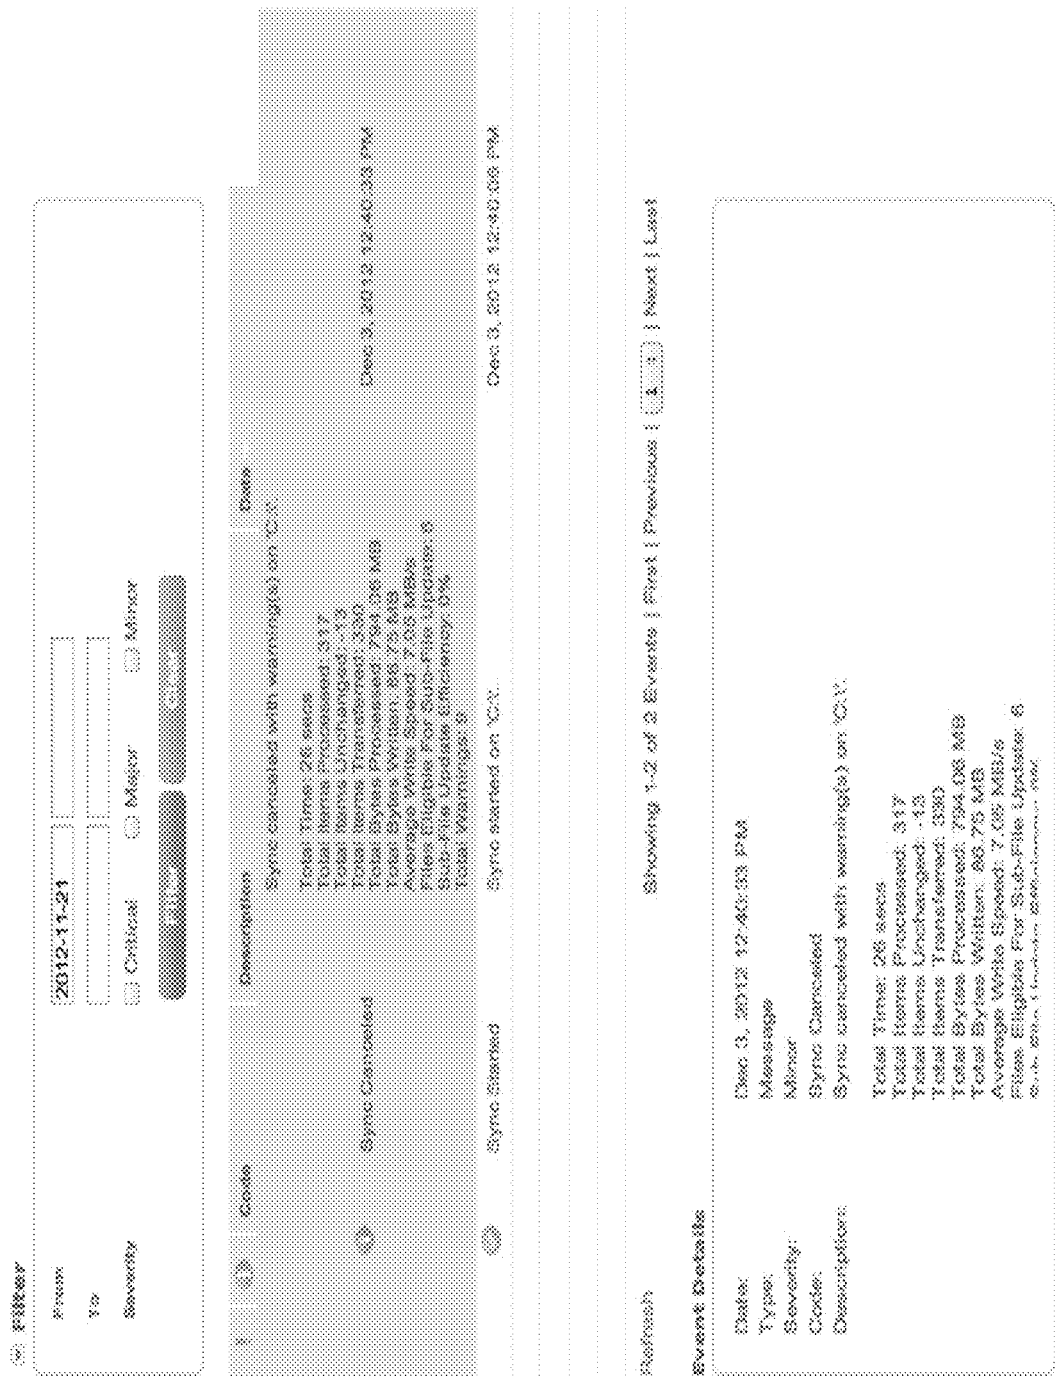 Filter
From
2012-11-21
To
Severity
Critical
Major
Minor
Code
Description
Date
Sync Canceled
Sync canceled with warning(s) on 'C:\'.
Dec 3, 2012 12:40:33 PM
Total Time: 26 secs
Total Items Processed: 317
Total Items Unchanged: -13
Total Items Transferred: 330
Total Bytes Processed: 794.06 MB
Total Bytes Written: 86.75 MB
Average Write Speed: 7.05 MB/s
Files Eligible For Sub-File Update: 6
Sub-File Update Efficiency: 0%
Total Warnings: 9
Sync Started
Sync started on 'C:\'...
Dec 3, 2012 12:40:06 PM
Refresh
Showing 1-2 of 2 Events | First | Previous | 1 | Next | Last
Event Details
Date: Dec 3, 2012 12:40:33 PM
Type: Message
Severity: Minor
Code: Sync Canceled
Description: Sync canceled with warning(s) on 'C:\'.
Total Time: 26 secs
Total Items Processed: 317
Total Items Unchanged: -13
Total Items Transferred: 330
Total Bytes Processed: 794.06 MB
Total Bytes Written: 86.75 MB
Average Write Speed: 7.05 MB/s
Files Eligible For Sub-File Update: 6